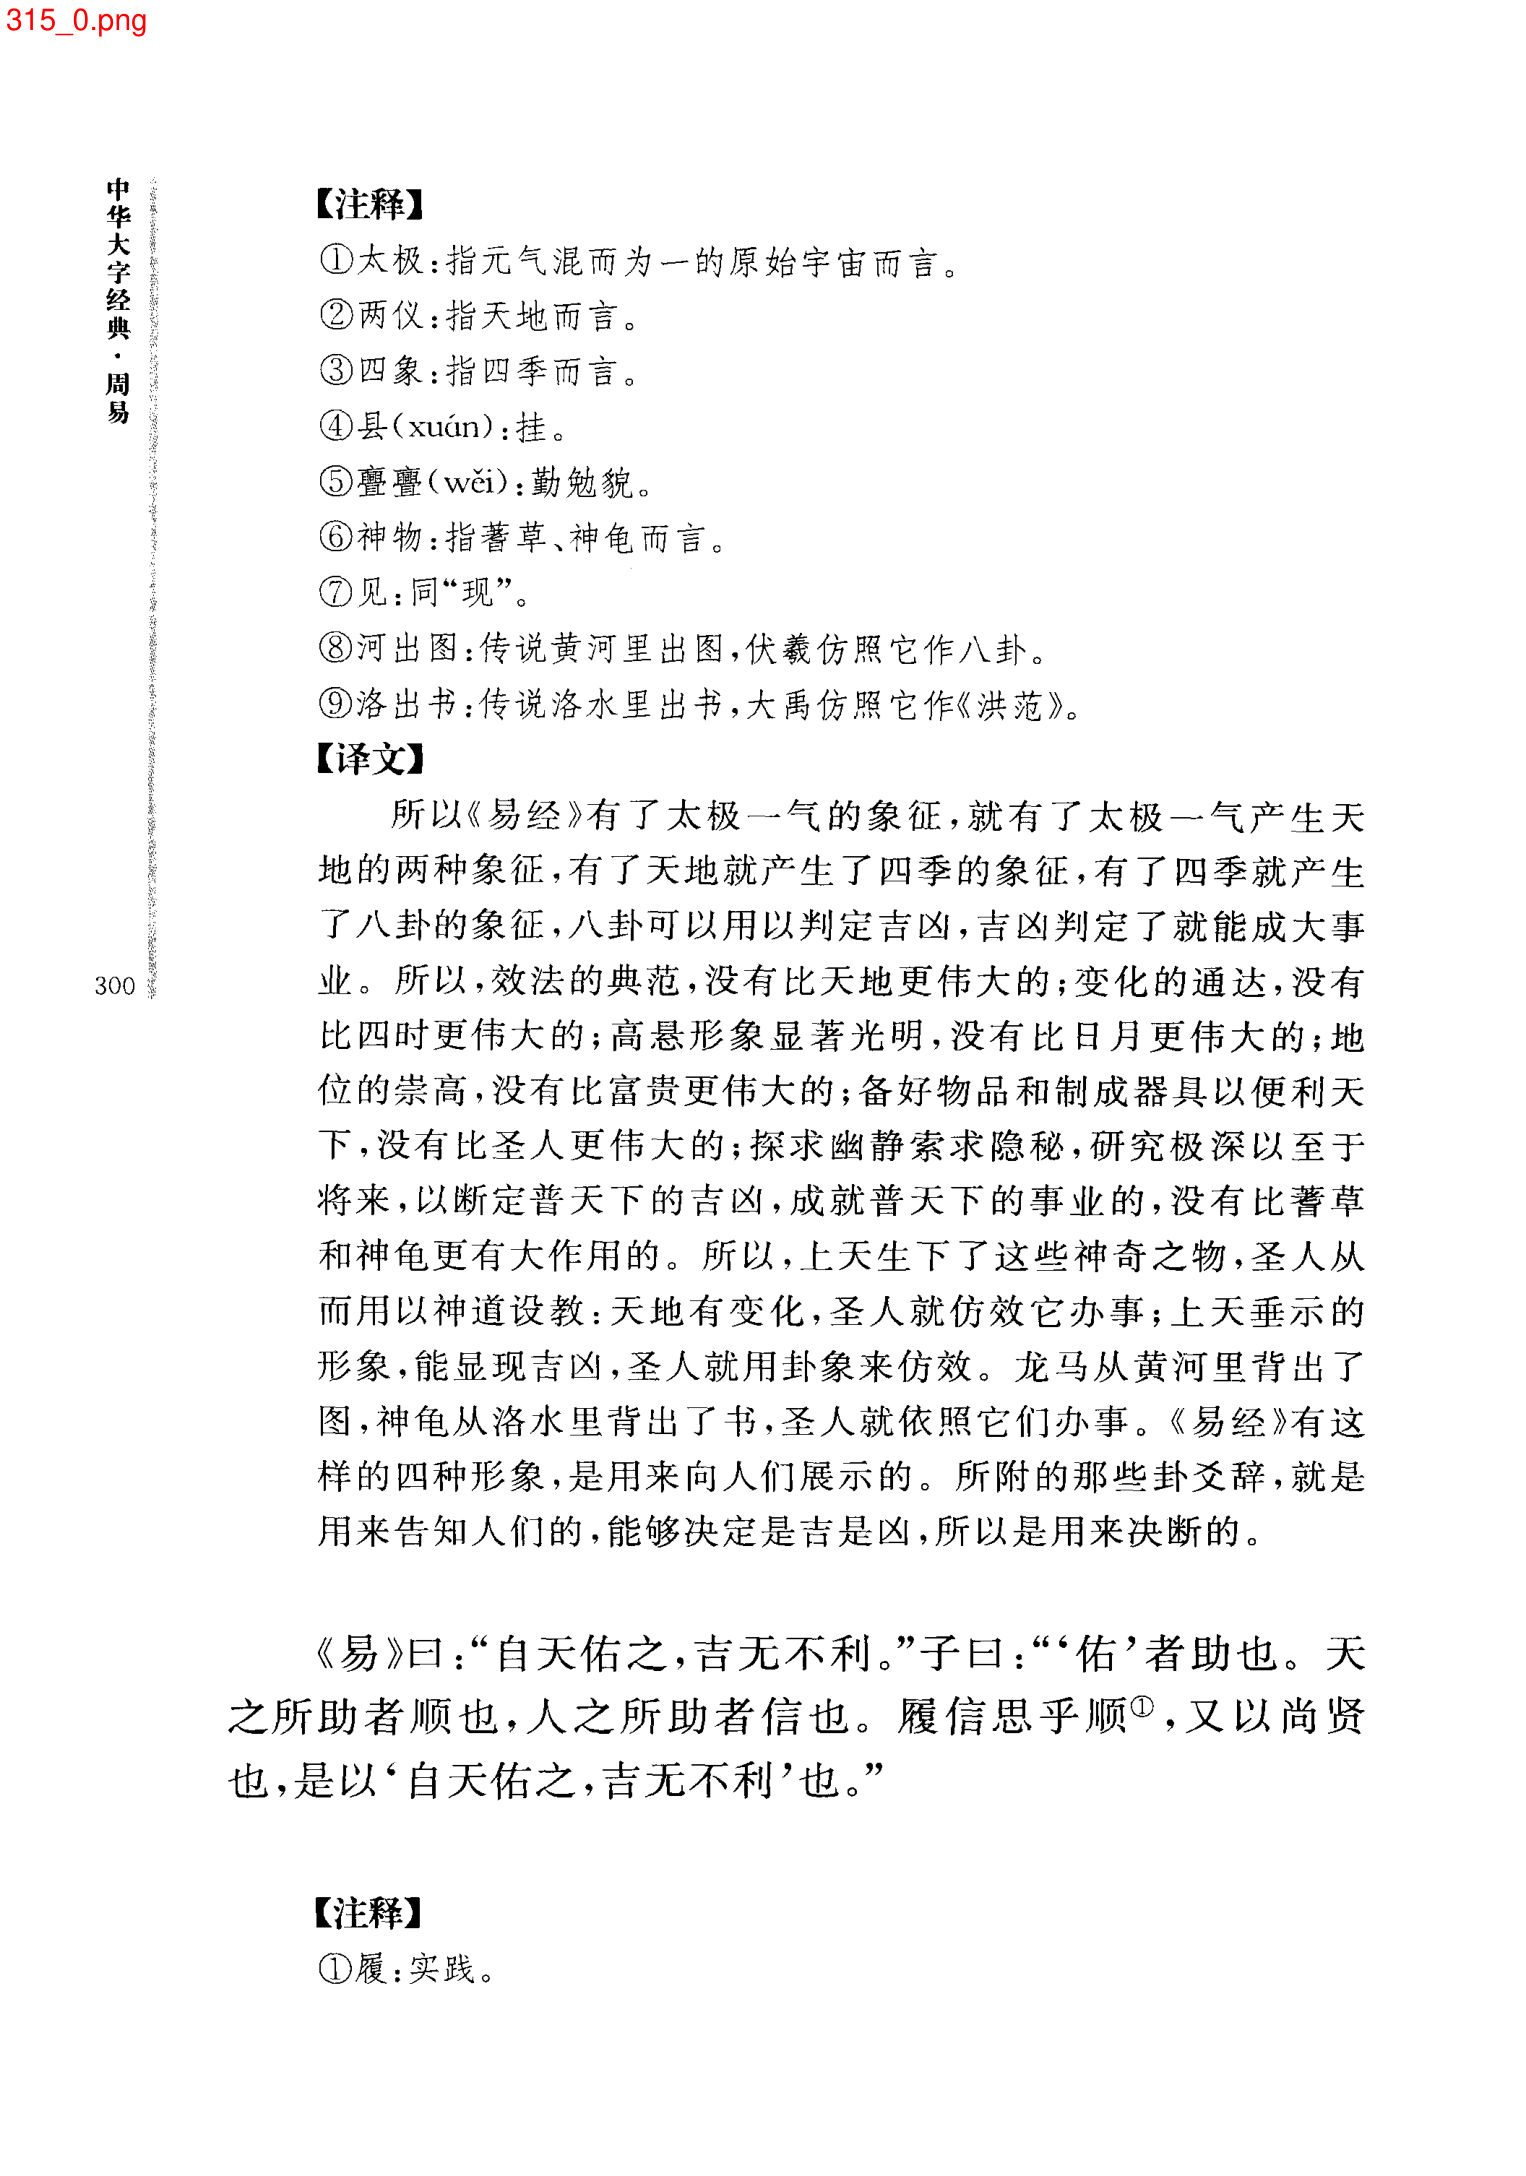 315_0.png
中华大字经典·周易
300
【注释】
①太极:指元气混而为一的原始宇宙而言。
②两仪:指天地而言。
③四象:指四季而言。
④县(xuán):挂。
⑤亹亹(wěi):勤勉貌。
⑥神物:指蓍草、神龟而言。
⑦见:同“现”。
⑧河出图:传说黄河里出图,伏羲仿照它作八卦。
⑨洛出书:传说洛水里出书,大禹仿照它作《洪范》。
【译文】
所以《易经》有了太极一气的象征,就有了太极一气产生天
地的两种象征,有了天地就产生了四季的象征,有了四季就产生
了八卦的象征,八卦可以用以判定吉凶,吉凶判定了就能成大事
业。所以,效法的典范,没有比天地更伟大的;变化的通达,没有
比四时更伟大的;高悬形象显著光明,没有比日月更伟大的;地
位的崇高,没有比富贵更伟大的;备好物品和制成器具以便利天
下,没有比圣人更伟大的;探求幽静索求隐秘,研究极深以至于
将来,以断定普天下的吉凶,成就普天下的事业的,没有比蓍草
和神龟更有大作用的。所以,上天生下了这些神奇之物,圣人从
而用以神道设教:天地有变化,圣人就仿效它办事;上天垂示的
形象,能显现吉凶,圣人就用卦象来仿效。龙马从黄河里背出了
图,神龟从洛水里背出了书,圣人就依照它们办事。《易经》有这
样的四种形象,是用来向人们展示的。所附的那些卦爻辞,就是
用来告知人们的,能够决定是吉是凶,所以是用来决断的。
《易》曰:“自天佑之,吉无不利。”子曰:“‘佑’者助也。天
之所助者顺也,人之所助者信也。履信思乎顺①,又以尚贤
也,是以‘自天佑之,吉无不利’也。”
【注释】
①履:实践。